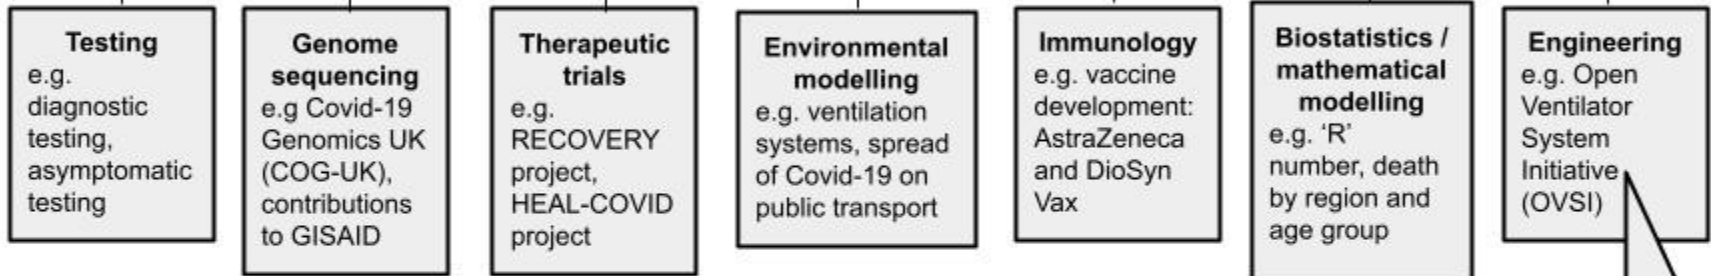 Testing
e.g.
diagnostic
testing,
asymptomatic
testing
Genome
sequencing
e.g Covid-19
Genomics UK
(COG-UK),
contributions
to GISAID
Therapeutic
trials
e.g.
RECOVERY
project,
HEAL-COVID
project
Environmental
modelling
e.g. ventilation
systems, spread
of Covid-19 on
public transport
Immunology
e.g. vaccine
development:
AstraZeneca
and DioSyn
Vax
Biostatistics /
mathematical
modelling
e.g. ‘R’
number, death
by region and
age group
Engineering
e.g. Open
Ventilator
System
Initiative
(OVSI)